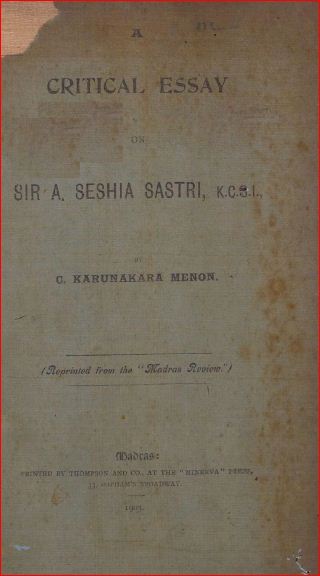 A
CRITICAL ESSAY
ON
SIR A. SESHIA SASTRI, K.C.S.I.,
BY
C. KARUNAKARA MENON.
(Reprinted from the "Madras Review.")
Madras:
PRINTED BY THOMPSON AND CO., AT THE "MINERVA" PRESS,
33, BROADWAY.